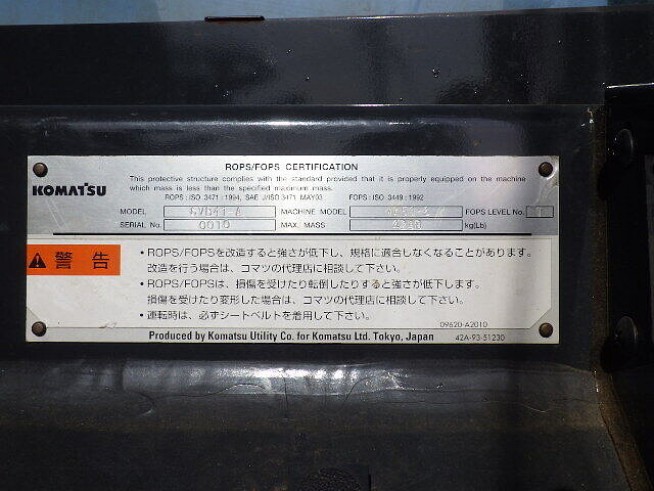 ROPS/FOPS CERTIFICATION
This protective structure complies with the standard provided that it is properly equipped on the machine
which mass is less than the specified maximum mass.
KOMATSU
ROPS : ISO 3471 : 1994, SAE J/ISO 3471 MAY03 FOPS : ISO 3449 : 1992
MODEL MACHINE MODEL FOPS LEVEL No.
SERIAL No. 0010 MAX. MASS kg(Lb)
警告
・ROPS/FOPSを改造すると強さが低下し、規格に適合しなくなることがあります。
改造を行う場合は、コマツの代理店に相談して下さい。
・ROPS/FOPSは、損傷を受けたり転倒したりすると強さが低下します。
損傷を受けたり変形した場合は、コマツの代理店に相談して下さい。
・運転時は、必ずシートベルトを着用して下さい。
09620-A2010
Produced by Komatsu Utility Co. for Komatsu Ltd. Tokyo, Japan 42A-93-51230